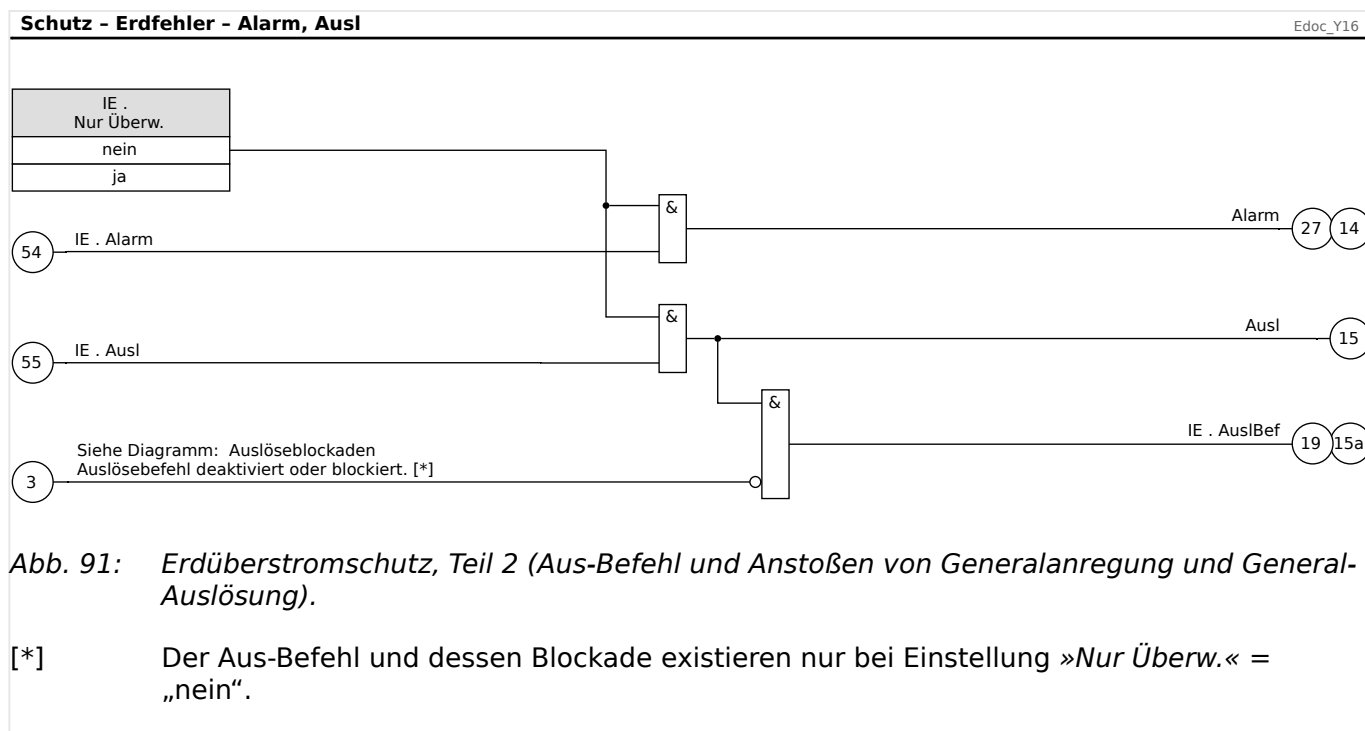 Schutz – Erdfehler – Alarm, Ausl
Edoc_Y16
IE .
Nur Überw.
nein
ja
&
Alarm
27
14
54
IE . Alarm
&
Ausl
15
55
IE . Ausl
&
IE . AuslBef
19
15a
Siehe Diagramm: Auslöseblockaden
Auslösebefehl deaktiviert oder blockiert. [*]
3
Abb. 91: Erdüberstromschutz, Teil 2 (Aus-Befehl und Anstoßen von Generalanregung und General-
Auslösung).
[*] Der Aus-Befehl und dessen Blockade existieren nur bei Einstellung »Nur Überw.« =
„nein“.